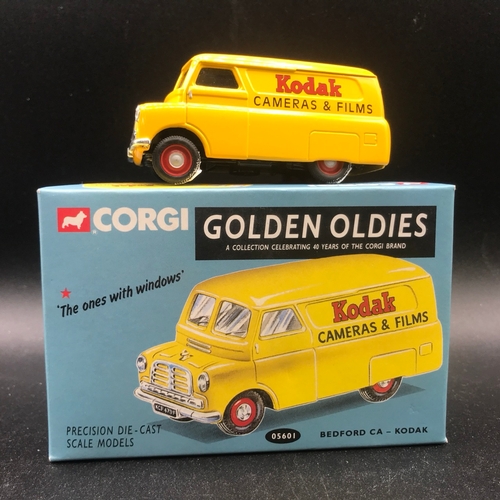 Kodak
CAMERAS & FILMS
CORGI
GOLDEN OLDIES
A COLLECTION CELEBRATING 40 YEARS OF THE CORGI BRAND
'The ones with windows'
Kodak
CAMERAS & FILMS
PRECISION DIE-CAST
SCALE MODELS
05601
BEDFORD CA – KODAK